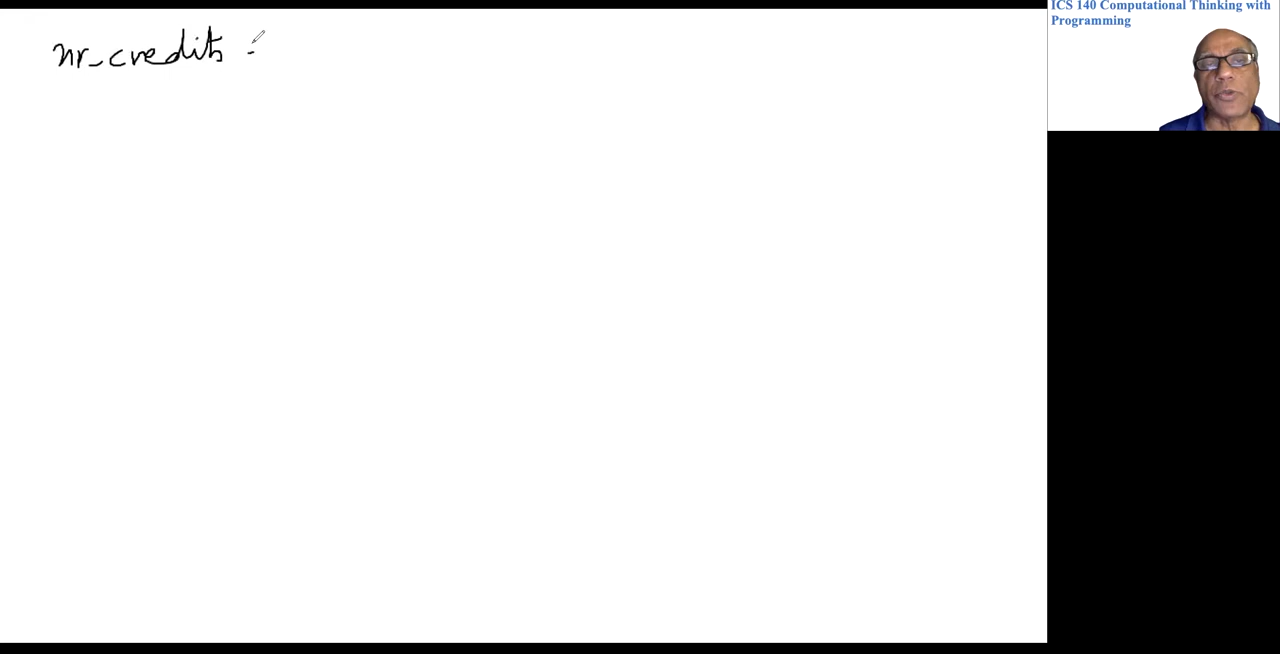 nr_credits =
ICS 140 Computational Thinking with
Programming